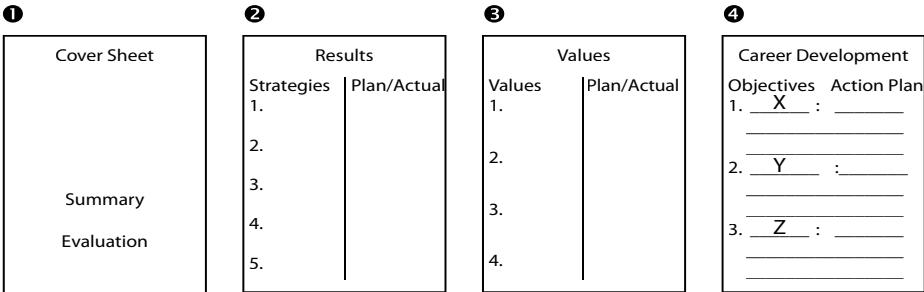 ❶
Cover Sheet
Summary
Evaluation
❷
Results
Strategies Plan/Actual
1.
2.
3.
4.
5.
❸
Values
Values Plan/Actual
1.
2.
3.
4.
❹
Career Development
Objectives Action Plan
1. X :
2. Y :
3. Z :